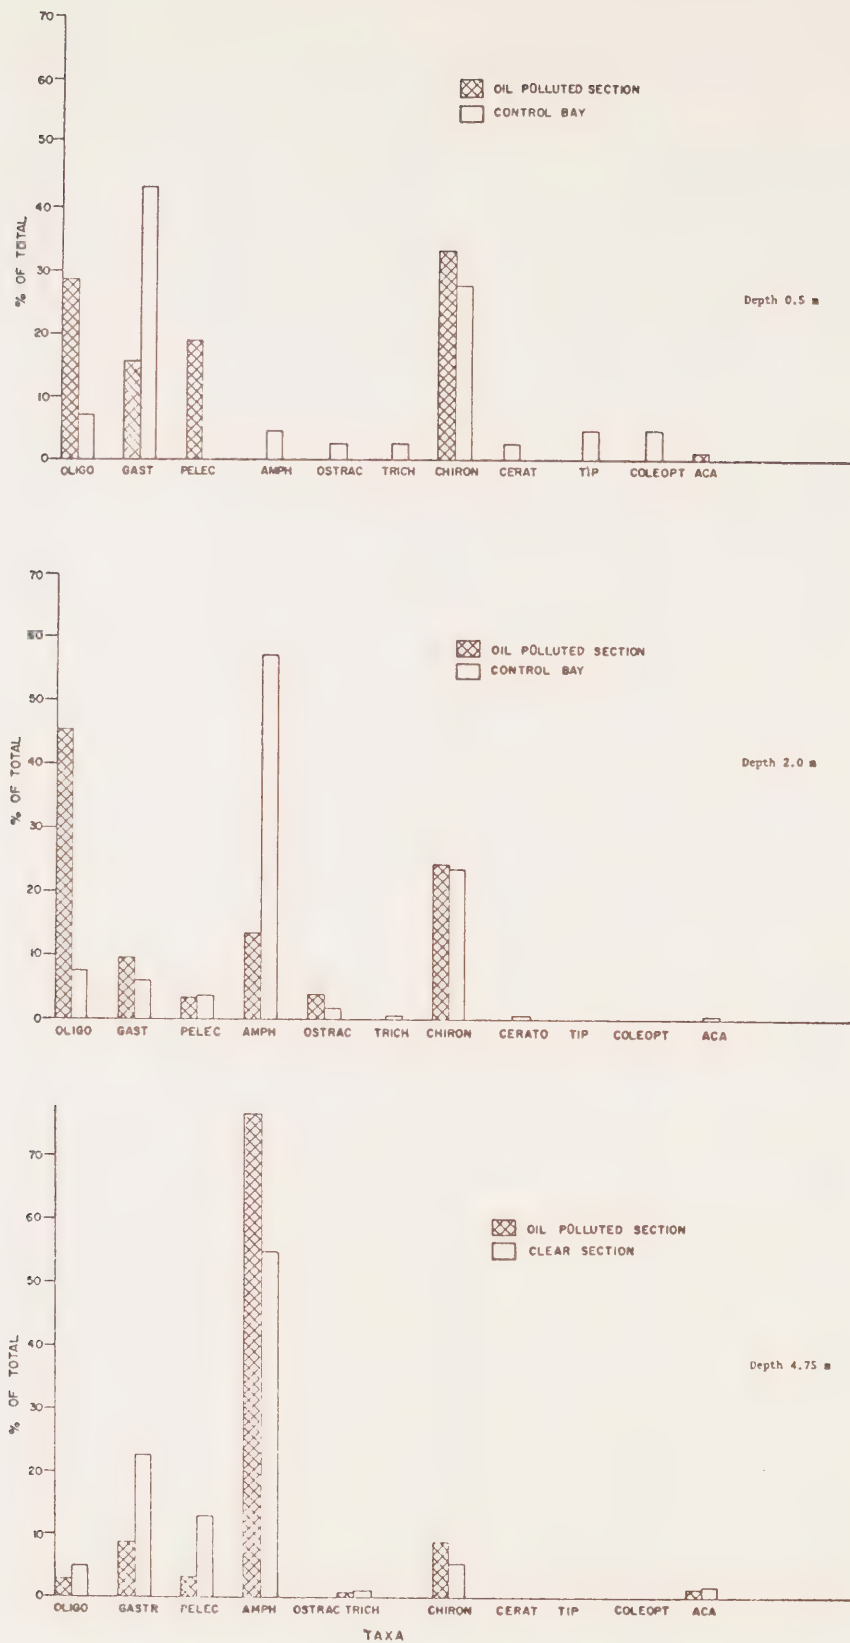 70
60
50
40
30
20
10
0
% OF TOTAL
OIL POLLUTED SECTION
CONTROL BAY
Depth 0.5 m
OLIGO GAST PELEC AMPH OSTRAC TRICH CHIRON CERAT TIP COLEOPT ACA
70
60
50
40
30
20
10
0
% OF TOTAL
OIL POLLUTED SECTION
CONTROL BAY
Depth 2.0 m
OLIGO GAST PELEC AMPH OSTRAC TRICH CHIRON CERATO TIP COLEOPT ACA
70
60
50
40
30
20
10
0
% OF TOTAL
OIL POLLUTED SECTION
CLEAR SECTION
Depth 4.75 m
OLIGO GASTR PELEC AMPH OSTRAC TRICH CHIRON CERAT TIP COLEOPT ACA
TAXA